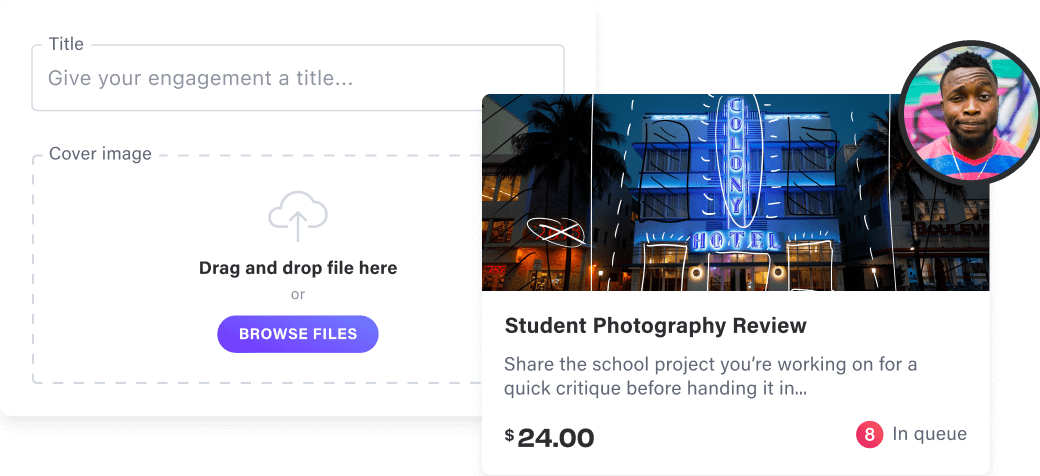 Title
Give your engagement a title...
Cover image
Drag and drop file here
or
BROWSE FILES
COLONY
HOTEL
BOULEVA
Student Photography Review
Share the school project you’re working on for a
quick critique before handing it in...
$24.00
8 In queue